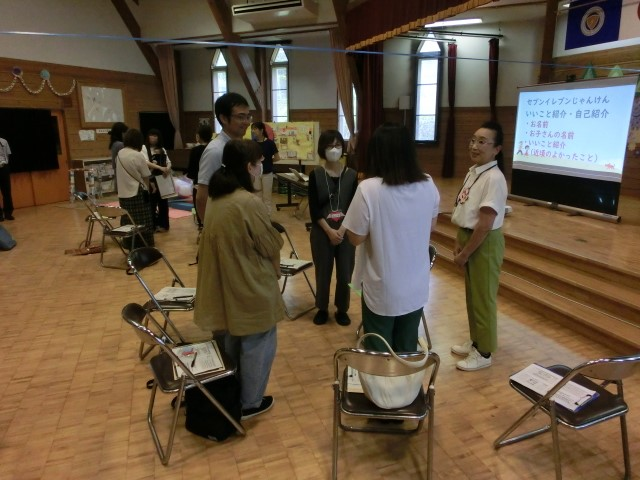 セブンイレブンじゃんけん
いいこと紹介・自己紹介
・お名前
・お子さんの名前
・いいこと紹介
(近頃のよかったこと)